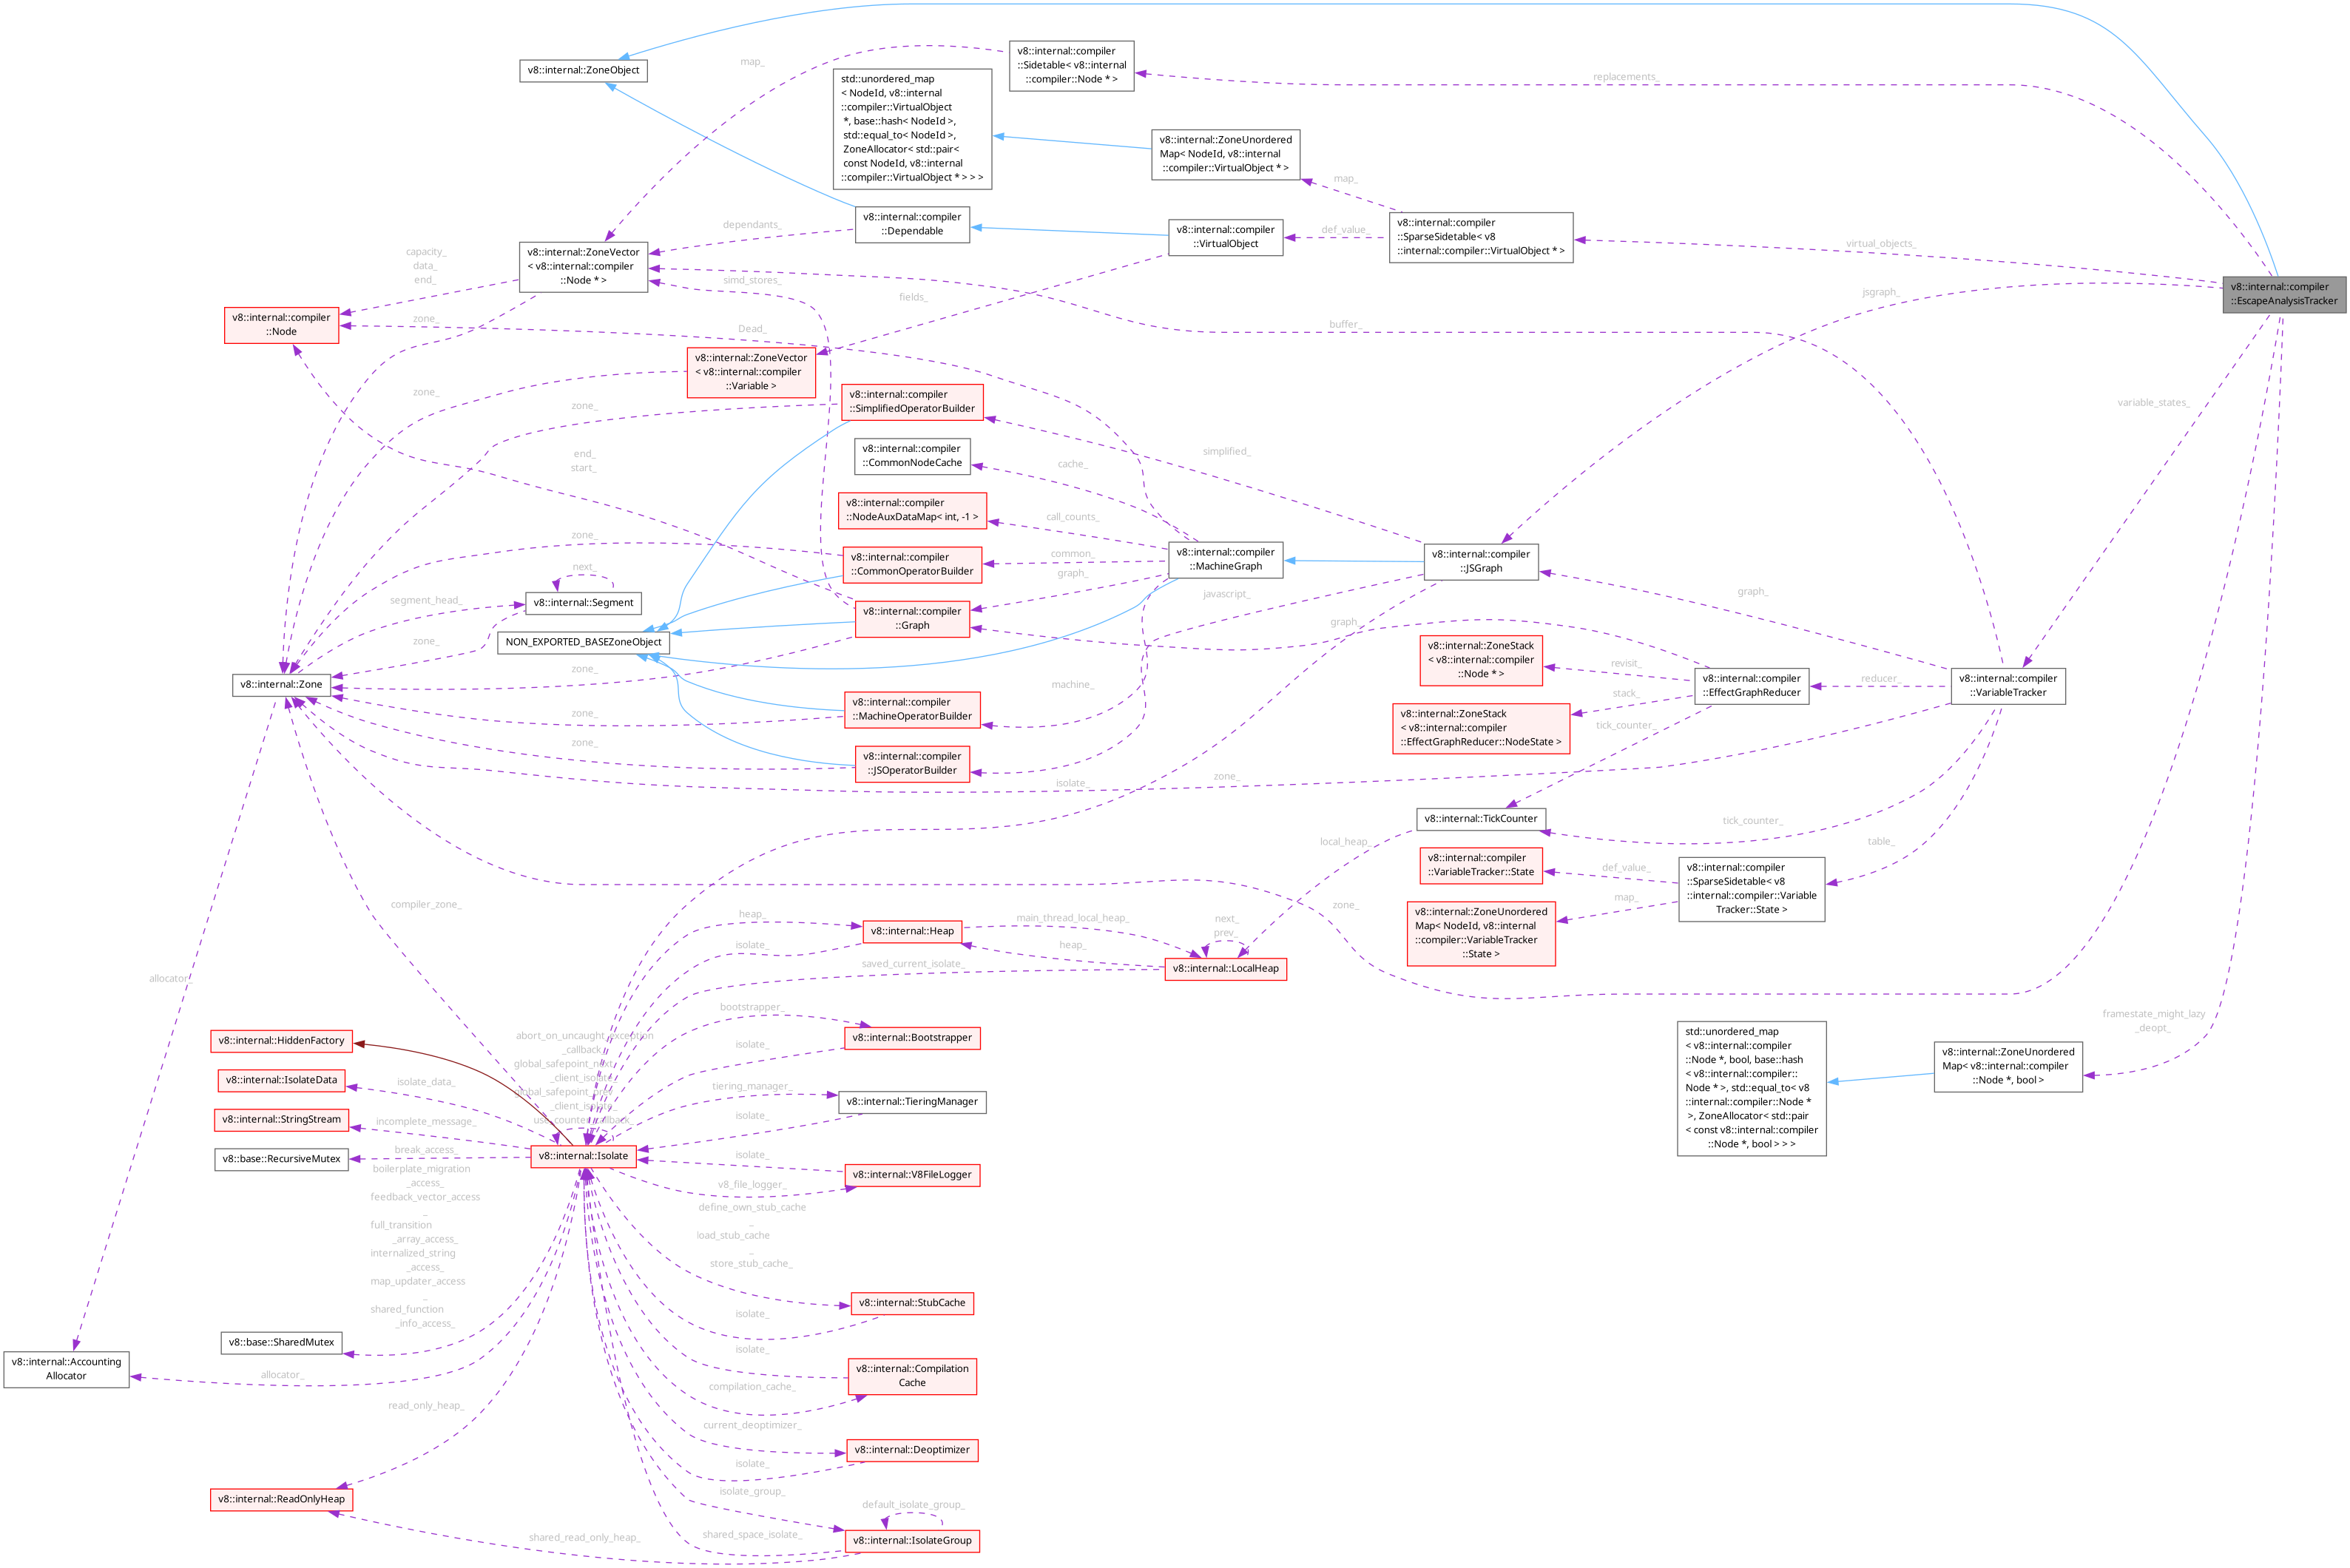 v8::internal::ZoneObject
map_
v8::internal::compiler
::Sidetable< v8::internal
::compiler::Node * >
replacements_
std::unordered_map
< NodeId, v8::internal
::compiler::VirtualObject
*, base::hash< NodeId >,
std::equal_to< NodeId >,
ZoneAllocator< std::pair<
const NodeId, v8::internal
::compiler::VirtualObject * > > >
v8::internal::ZoneUnordered
Map< NodeId, v8::internal
::compiler::VirtualObject * >
map_
v8::internal::compiler
::Dependable
dependants_
v8::internal::compiler
::VirtualObject
def_value_
v8::internal::compiler
::SparseSidetable< v8
::internal::compiler::VirtualObject * >
virtual_objects_
v8::internal::compiler
::EscapeAnalysisTracker
v8::internal::ZoneVector
< v8::internal::compiler
::Node * >
capacity_
data_
end_
simd_stores_
fields_
jsgraph_
v8::internal::compiler
::Node
zone_
Dead_
buffer_
v8::internal::ZoneVector
< v8::internal::compiler
::Variable >
zone_
zone_
v8::internal::compiler
::SimplifiedOperatorBuilder
variable_states_
end_
start_
v8::internal::compiler
::CommonNodeCache
cache_
simplified_
v8::internal::compiler
::NodeAuxDataMap< int, -1 >
call_counts_
zone_
v8::internal::compiler
::CommonOperatorBuilder
common_
graph_
v8::internal::compiler
::MachineGraph
v8::internal::compiler
::JSGraph
next_
segment_head_
v8::internal::Segment
javascript_
graph_
zone_
NON_EXPORTED_BASEZoneObject
v8::internal::compiler
::Graph
graph_
v8::internal::ZoneStack
< v8::internal::compiler
::Node * >
revisit_
v8::internal::Zone
zone_
machine_
v8::internal::compiler
::EffectGraphReducer
reducer_
v8::internal::compiler
::VariableTracker
v8::internal::compiler
::MachineOperatorBuilder
zone_
v8::internal::ZoneStack
< v8::internal::compiler
::EffectGraphReducer::NodeState >
stack_
tick_counter_
zone_
v8::internal::compiler
::JSOperatorBuilder
isolate_
zone_
v8::internal::TickCounter
tick_counter_
local_heap_
table_
v8::internal::compiler
::VariableTracker::State
def_value_
v8::internal::compiler
::SparseSidetable< v8
::internal::compiler::Variable
Tracker::State >
compiler_zone_
heap_
main_thread_local_heap_
next_
prev_
zone_
v8::internal::ZoneUnordered
Map< NodeId, v8::internal
::compiler::VariableTracker
::State >
map_
v8::internal::Heap
isolate_
heap_
saved_current_isolate_
v8::internal::LocalHeap
allocator_
bootstrapper_
v8::internal::HiddenFactory
abort_on_uncaught_exception
_callback_
global_safepoint_next
_client_isolate_
global_safepoint_prev
_client_isolate_
use_counter_callback_
v8::internal::Bootstrapper
isolate_
framestate_might_lazy
_deopt_
std::unordered_map
< v8::internal::compiler
::Node *, bool, base::hash
< v8::internal::compiler::
Node * >, std::equal_to< v8
::internal::compiler::Node *
>, ZoneAllocator< std::pair
< const v8::internal::compiler
::Node *, bool > > >
v8::internal::ZoneUnordered
Map< v8::internal::compiler
::Node *, bool >
v8::internal::IsolateData
isolate_data_
tiering_manager_
v8::internal::TieringManager
v8::internal::StringStream
incomplete_message_
isolate_
v8::base::RecursiveMutex
break_access_
v8::internal::Isolate
isolate_
v8::internal::V8FileLogger
v8_file_logger_
boilerplate_migration
_access_
feedback_vector_access
_
full_transition
_array_access_
internalized_string
_access_
map_updater_access
_
shared_function
_info_access_
define_own_stub_cache
_
load_stub_cache
_
store_stub_cache_
v8::internal::StubCache
isolate_
v8::base::SharedMutex
isolate_
v8::internal::Accounting
Allocator
allocator_
v8::internal::Compilation
Cache
compilation_cache_
read_only_heap_
current_deoptimizer_
v8::internal::Deoptimizer
isolate_
v8::internal::ReadOnlyHeap
isolate_group_
default_isolate_group_
shared_read_only_heap_
shared_space_isolate_
v8::internal::IsolateGroup